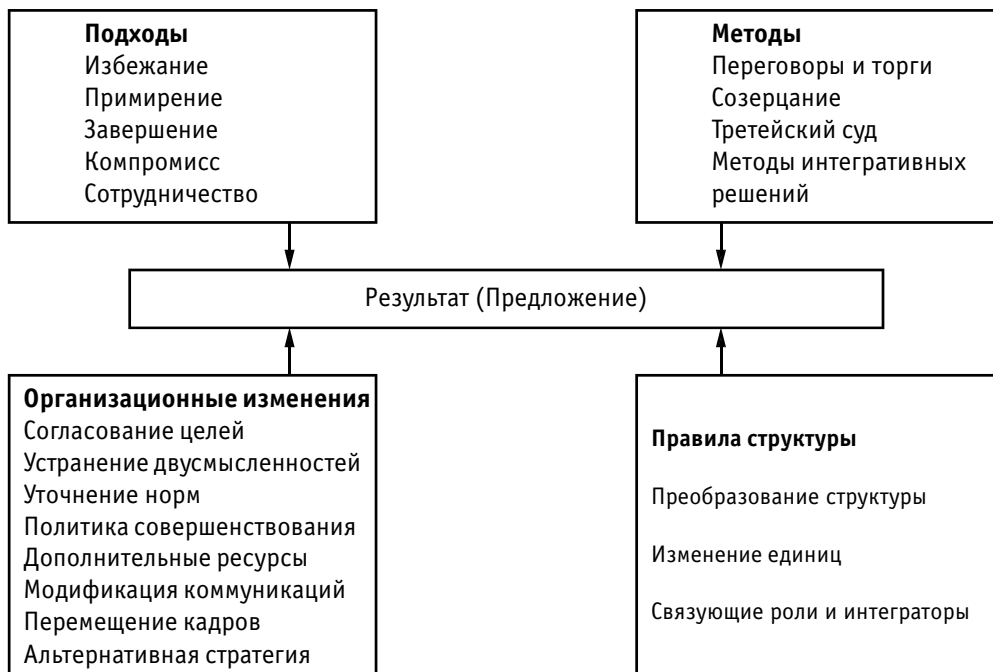 Подходы
Избежание
Примирение
Завершение
Компромисс
Сотрудничество
Методы
Переговоры и торги
Созерцание
Третейский суд
Методы интегративных
решений
Результат (Предложение)
Организационные изменения
Согласование целей
Устранение двусмысленностей
Уточнение норм
Политика совершенствования
Дополнительные ресурсы
Модификация коммуникаций
Перемещение кадров
Альтернативная стратегия
Правила структуры
Преобразование структуры
Изменение единиц
Связующие роли и интеграторы